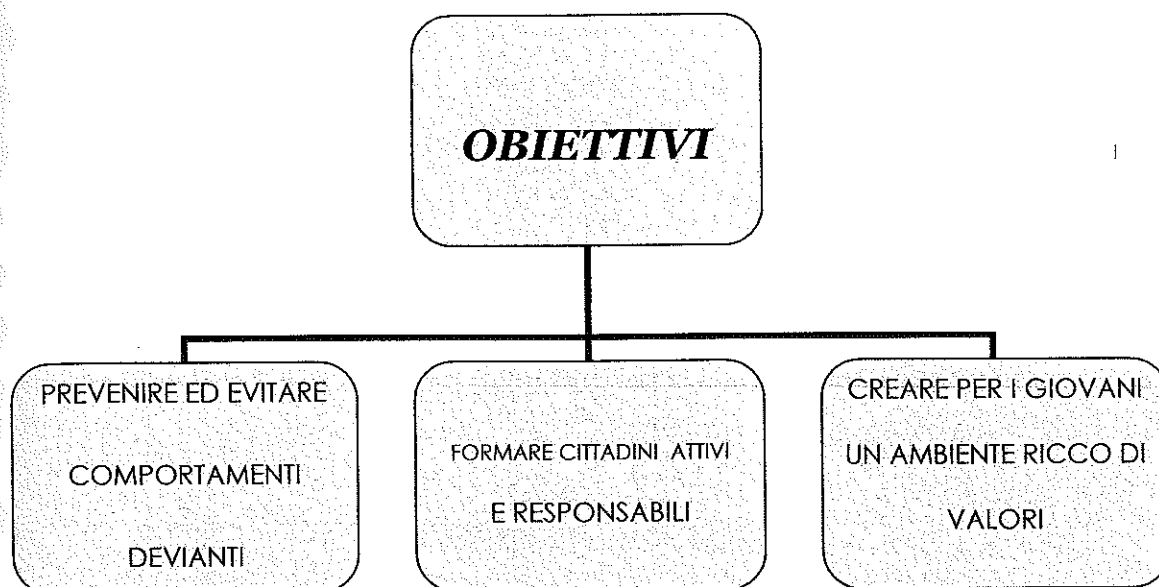 OBIETTIVI
PREVENIRE ED EVITARE
COMPORTAMENTI
DEVIANTI
FORMARE CITTADINI ATTIVI
E RESPONSABILI
CREARE PER I GIOVANI
UN AMBIENTE RICCO DI
VALORI